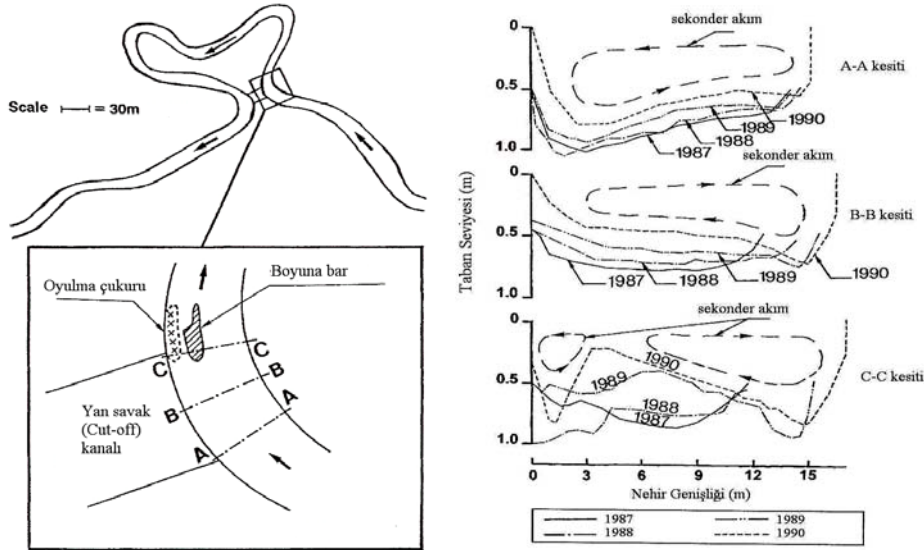 Scale = 30m
Oyulma çukuru
Boyuna bar
C
C
B
B
A
A
Yan savak
(Cut-off)
kanalı
sekonder akım
0
0.5
1.0
A-A kesiti
1990
1989
1988
1987
sekonder akım
0
0.5
1.0
B-B kesiti
1987
1988
1989
1990
sekonder akım
0
0.5
1.0
C-C kesiti
1990
1989
1988
1987
Taban Seviyesi (m)
0
3
6
9
12
15
Nehir Genişliği (m)
1987
1989
1988
1990